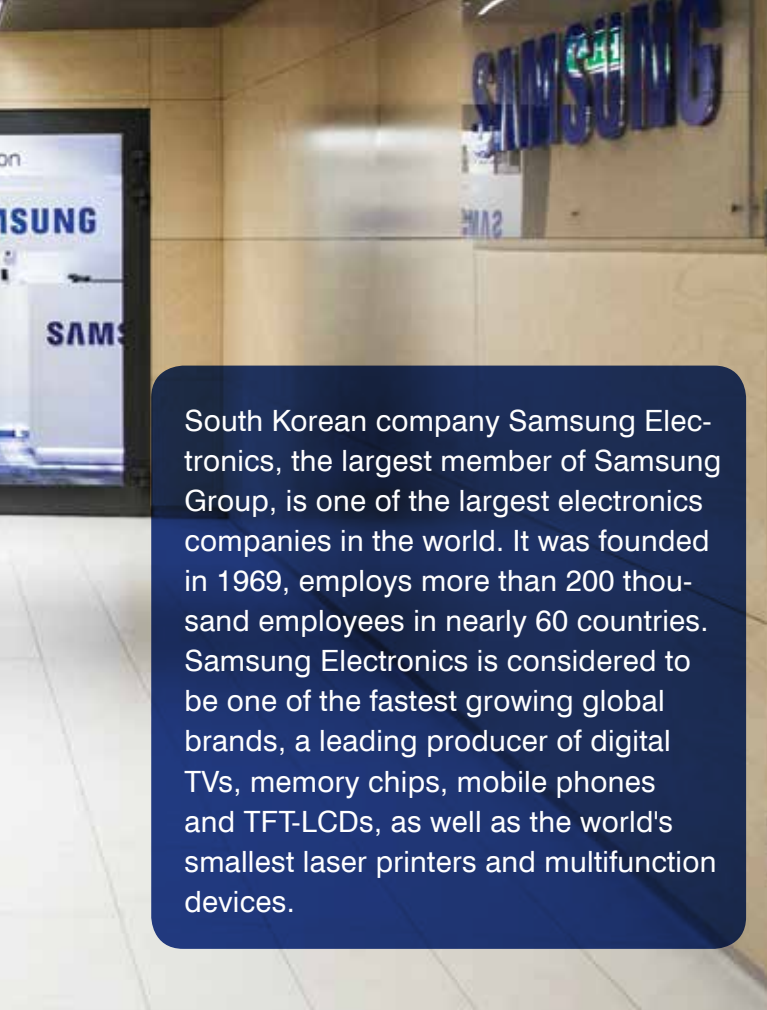 SAMSUNG
on
MSUNG
SAMS
South Korean company Samsung Elec-
tronics, the largest member of Samsung
Group, is one of the largest electronics
companies in the world. It was founded
in 1969, employs more than 200 thou-
sand employees in nearly 60 countries.
Samsung Electronics is considered to
be one of the fastest growing global
brands, a leading producer of digital
TVs, memory chips, mobile phones
and TFT-LCDs, as well as the world's
smallest laser printers and multifunction
devices.